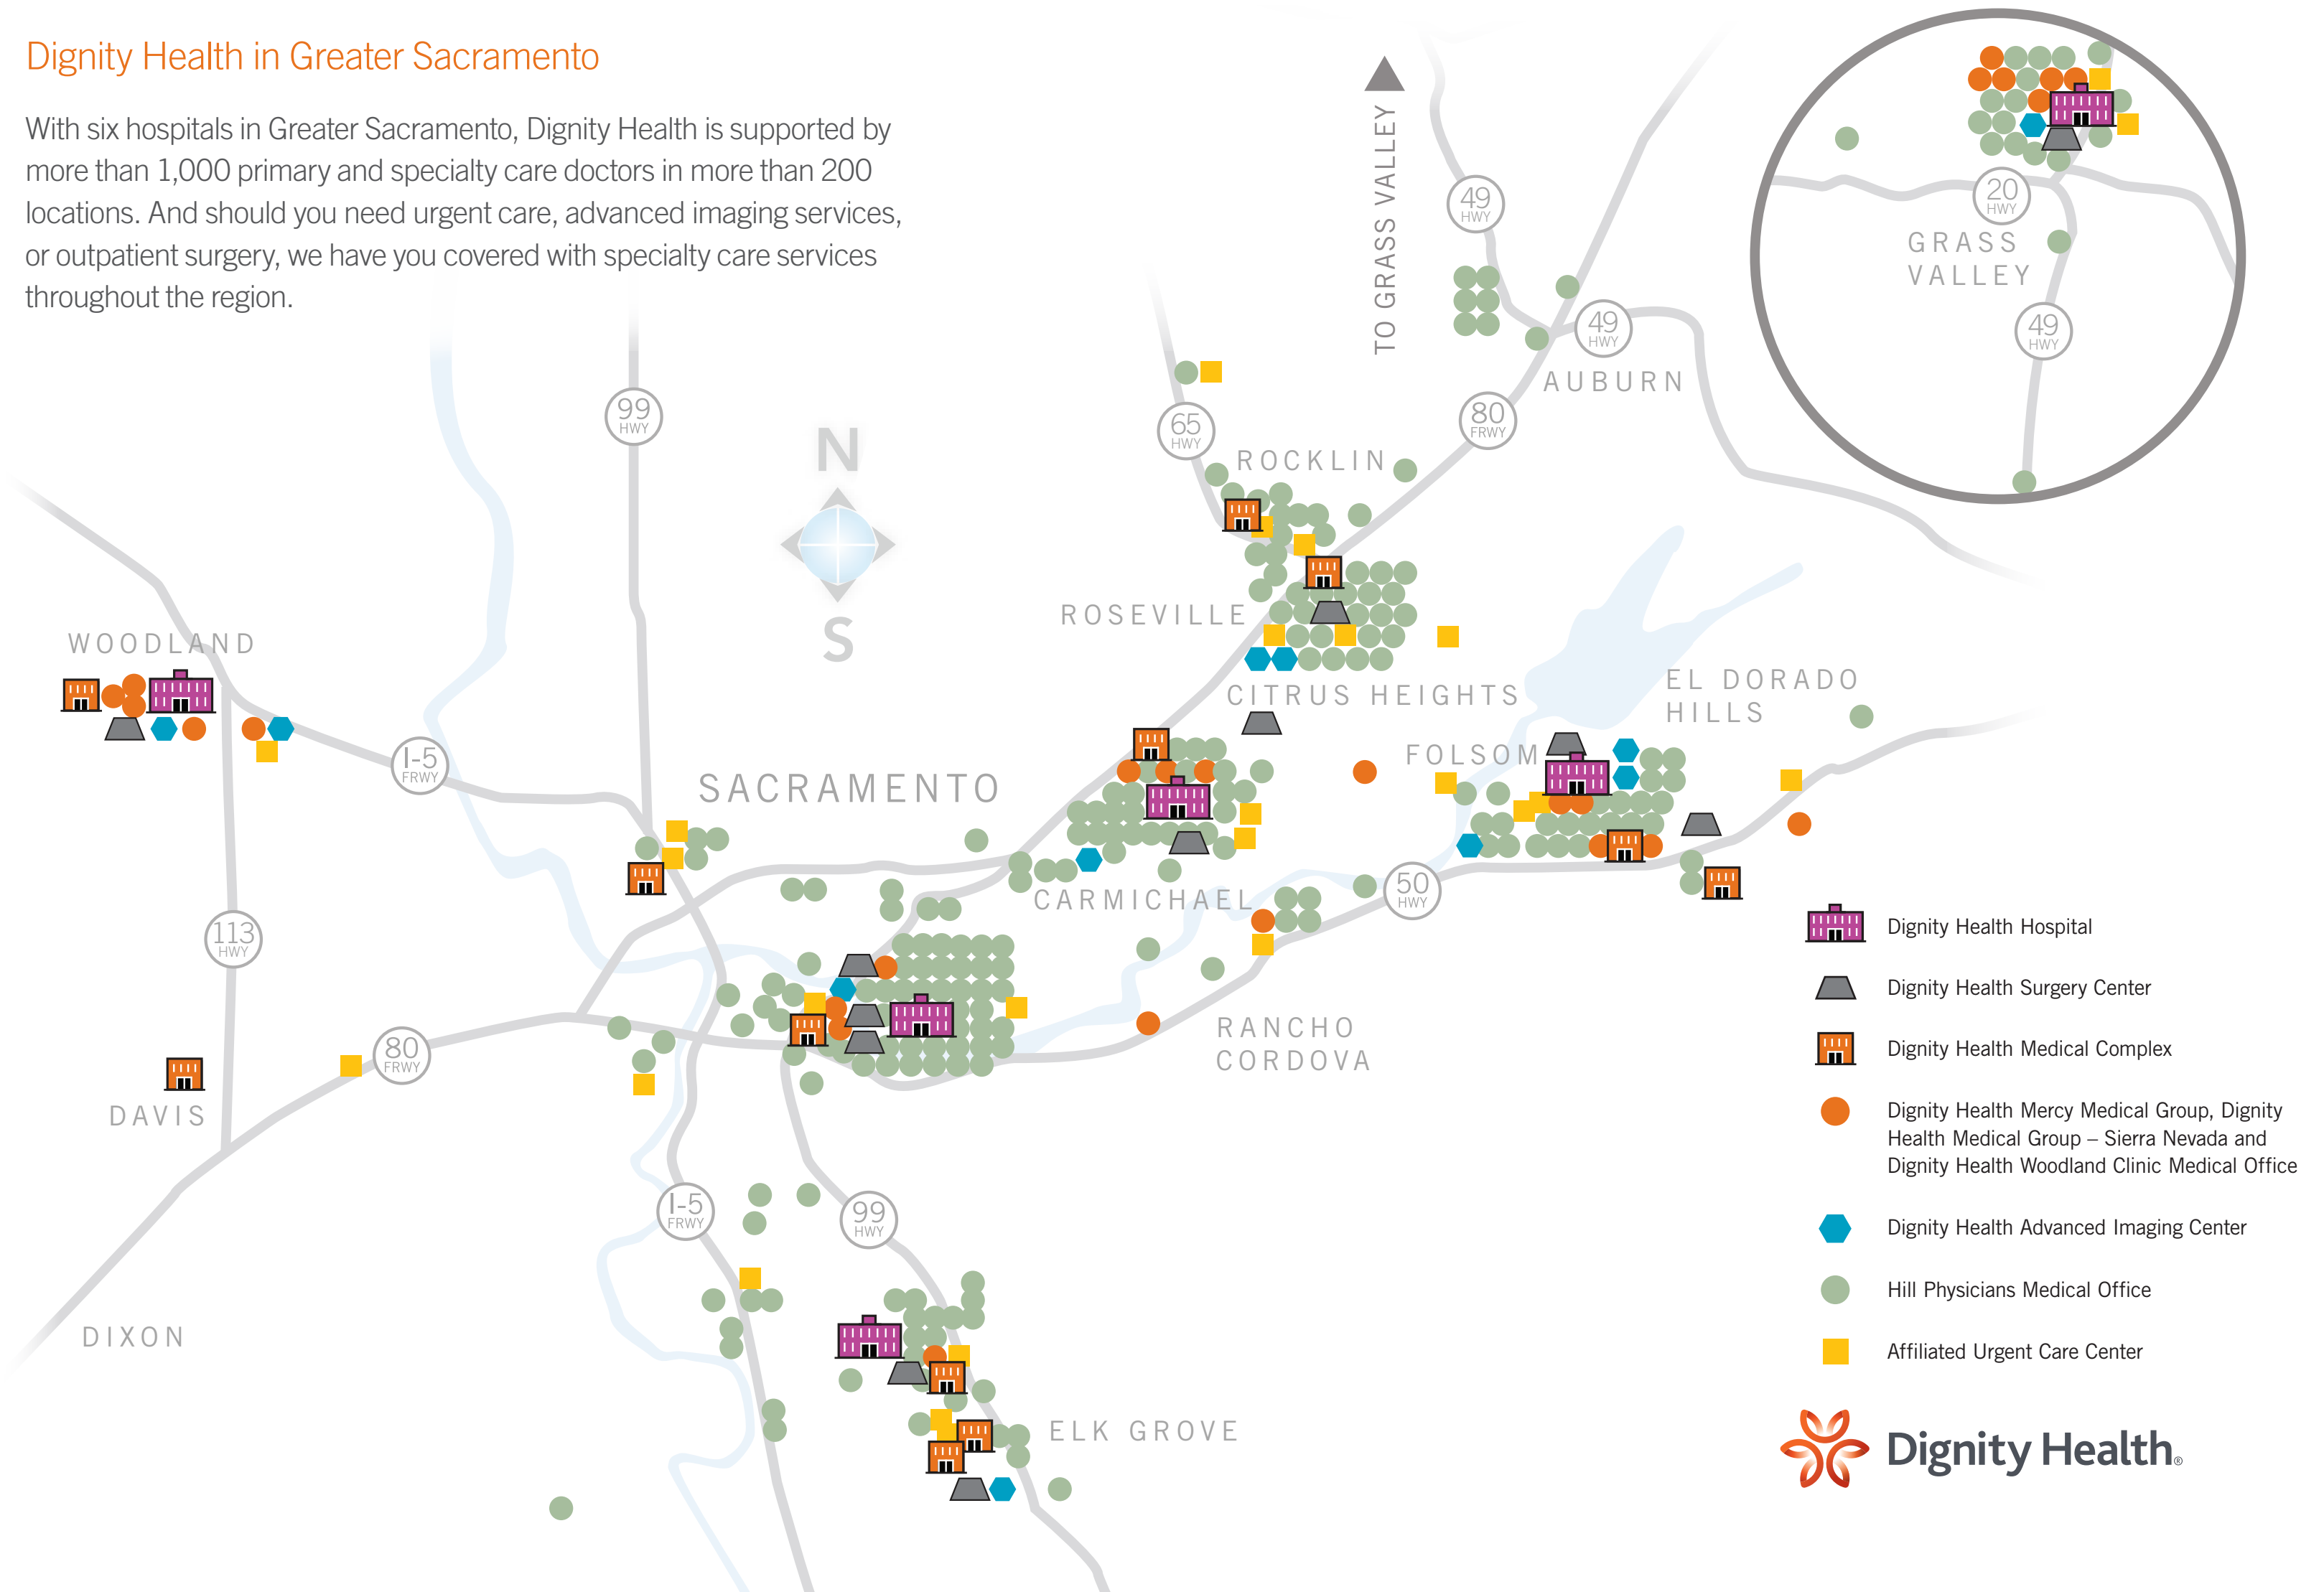 Dignity Health in Greater Sacramento
With six hospitals in Greater Sacramento, Dignity Health is supported by
more than 1,000 primary and specialty care doctors in more than 200
locations. And should you need urgent care, advanced imaging services,
or outpatient surgery, we have you covered with specialty care services
throughout the region.
TO GRASS VALLEY
49
HWY
20
HWY
GRASS
VALLEY
49
HWY
49
HWY
AUBURN
80
FRWY
99
HWY
65
HWY
ROCKLIN
N
S
ROSEVILLE
WOODLAND
CITRUS HEIGHTS
EL DORADO
HILLS
FOLSOM
I-5
FRWY
SACRAMENTO
CARMICHAEL
50
HWY
113
HWY
RANCHO
CORDOVA
80
FRWY
DAVIS
I-5
FRWY
99
HWY
DIXON
ELK GROVE
Dignity Health Hospital
Dignity Health Surgery Center
Dignity Health Medical Complex
Dignity Health Mercy Medical Group, Dignity
Health Medical Group – Sierra Nevada and
Dignity Health Woodland Clinic Medical Office
Dignity Health Advanced Imaging Center
Hill Physicians Medical Office
Affiliated Urgent Care Center
Dignity Health®